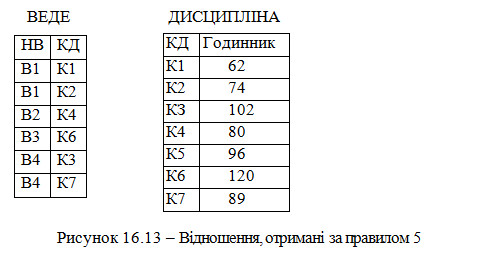 ВЕДЕ ДИСЦИПЛІНА
НВ КД КД Годинник
В1 К1 К1 62
В1 К2 К2 74
В2 К4 К3 102
В3 К6 К4 80
В4 К3 К5 96
В4 К7 К6 120
К7 89
Рисунок 16.13 – Відношення, отримані за правилом 5